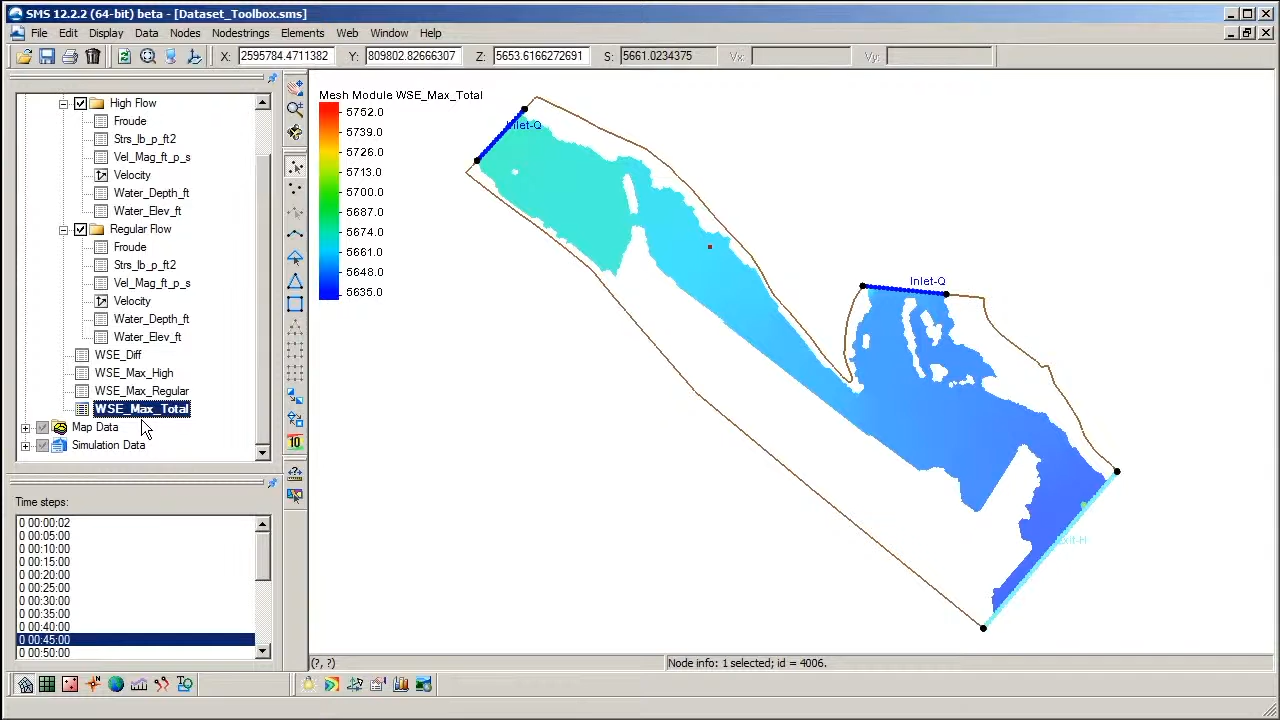 SMS 12.2.2 (64-bit) beta - [Dataset_Toolbox.sms]
File Edit Display Data Nodes Nodestrings Elements Web Window Help
X: 2595784.4711382 Y: 809802.82666307 Z: 5653.6166272691 S: 5661.0234375 Vx: Vy:
High Flow
Froude
Strs_lb_p_ft2
Vel_Mag_ft_p_s
Velocity
Water_Depth_ft
Water_Elev_ft
Regular Flow
Froude
Strs_lb_p_ft2
Vel_Mag_ft_p_s
Velocity
Water_Depth_ft
Water_Elev_ft
WSE_Diff
WSE_Max_High
WSE_Max_Regular
WSE_Max_Total
Map Data
Simulation Data
Time steps:
0 00:00:02
0 00:05:00
0 00:10:00
0 00:15:00
0 00:20:00
0 00:25:00
0 00:30:00
0 00:35:00
0 00:40:00
0 00:45:00
0 00:50:00
10
Mesh Module WSE_Max_Total
5752.0
5739.0
5726.0
5713.0
5700.0
5687.0
5674.0
5661.0
5648.0
5635.0
Inlet-Q
Inlet-Q
Exit-H
(?, ?)
Node info: 1 selected; id = 4006.